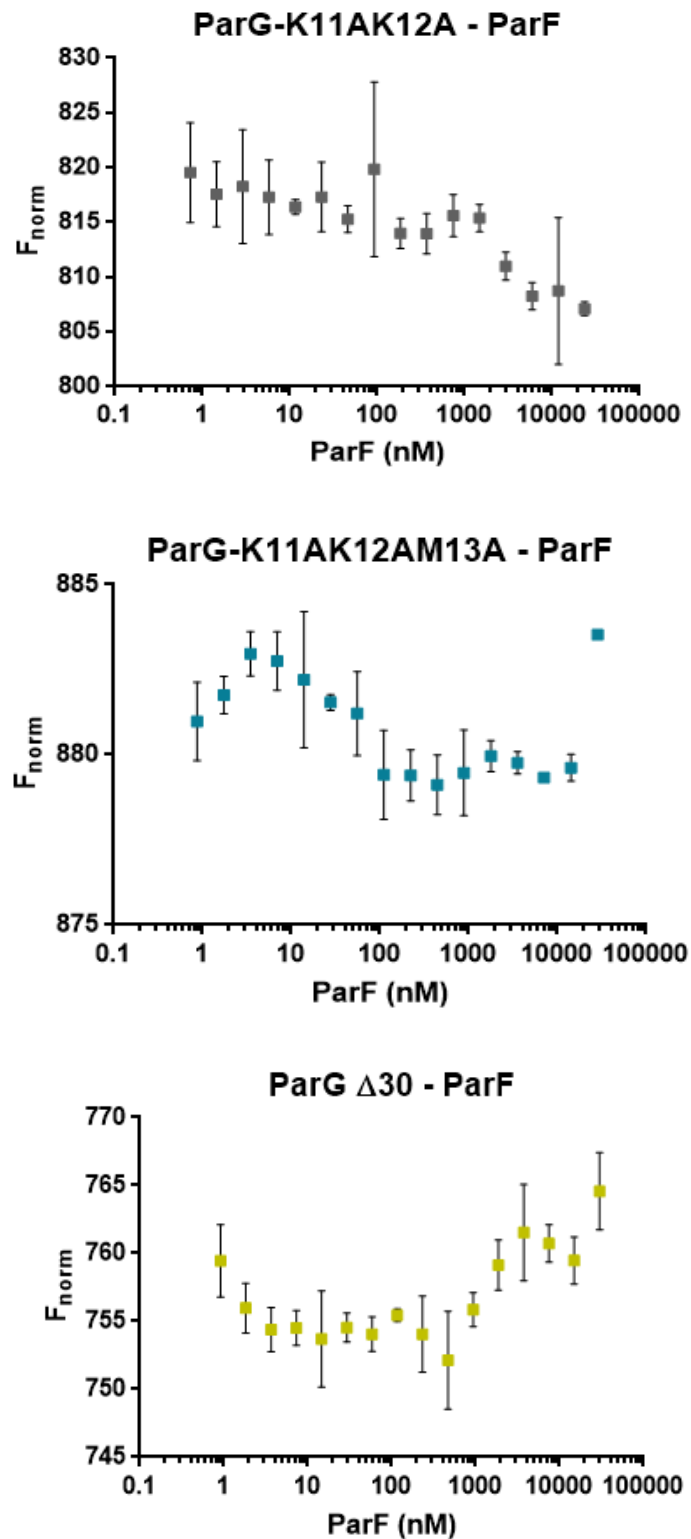 ParG-K11AK12A - ParF
830
825
820
815
810
805
800
Fnorm
0.1 1 10 100 1000 10000 100000
ParF (nM)
ParG-K11AK12AM13A - ParF
885
880
875
Fnorm
0.1 1 10 100 1000 10000 100000
ParF (nM)
ParG Δ30 - ParF
770
765
760
755
750
745
Fnorm
0.1 1 10 100 1000 10000 100000
ParF (nM)